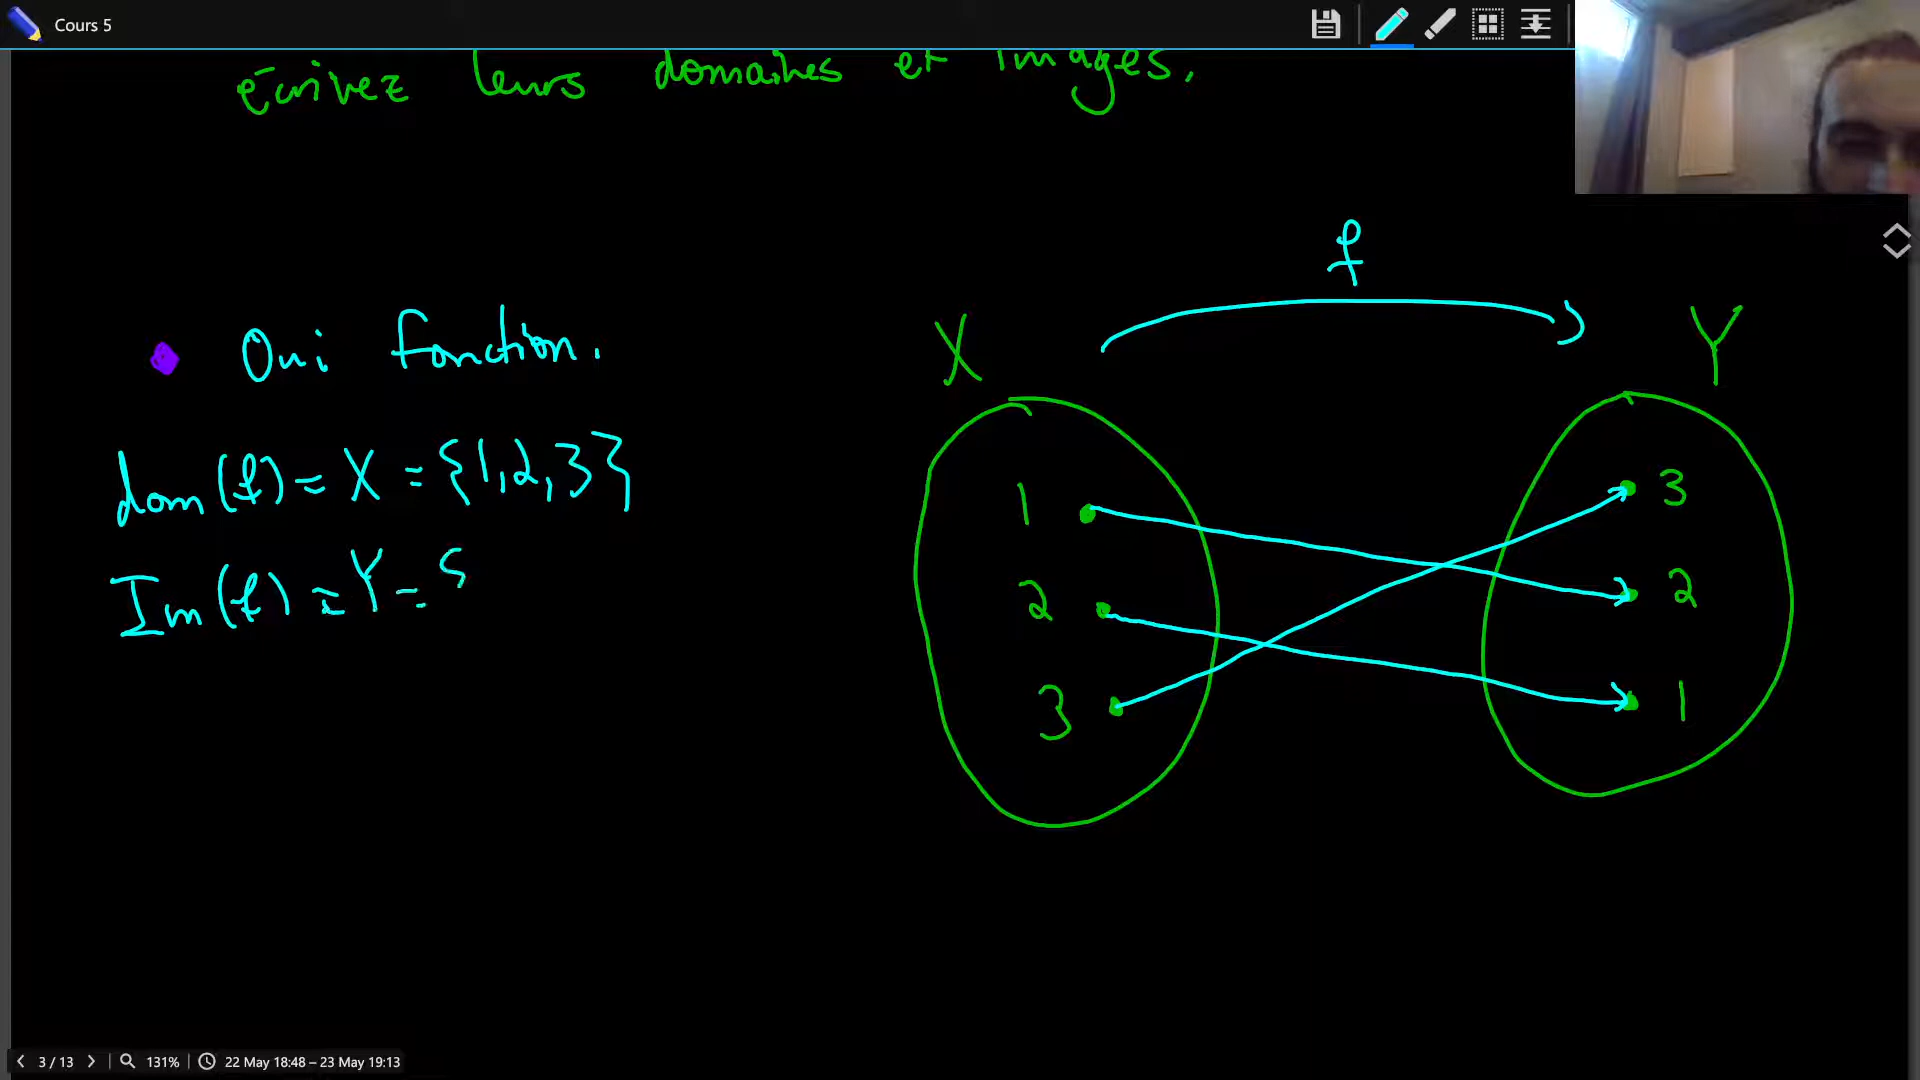 Cours 5
écrivez leurs domaines et images.
f
X
Y
Oui fonction.
dom(f) = X = {1,2,3}
Im(f) = Y = {
1
2
3
3
2
1
3 / 13
131%
22 May 18:48 – 23 May 19:13